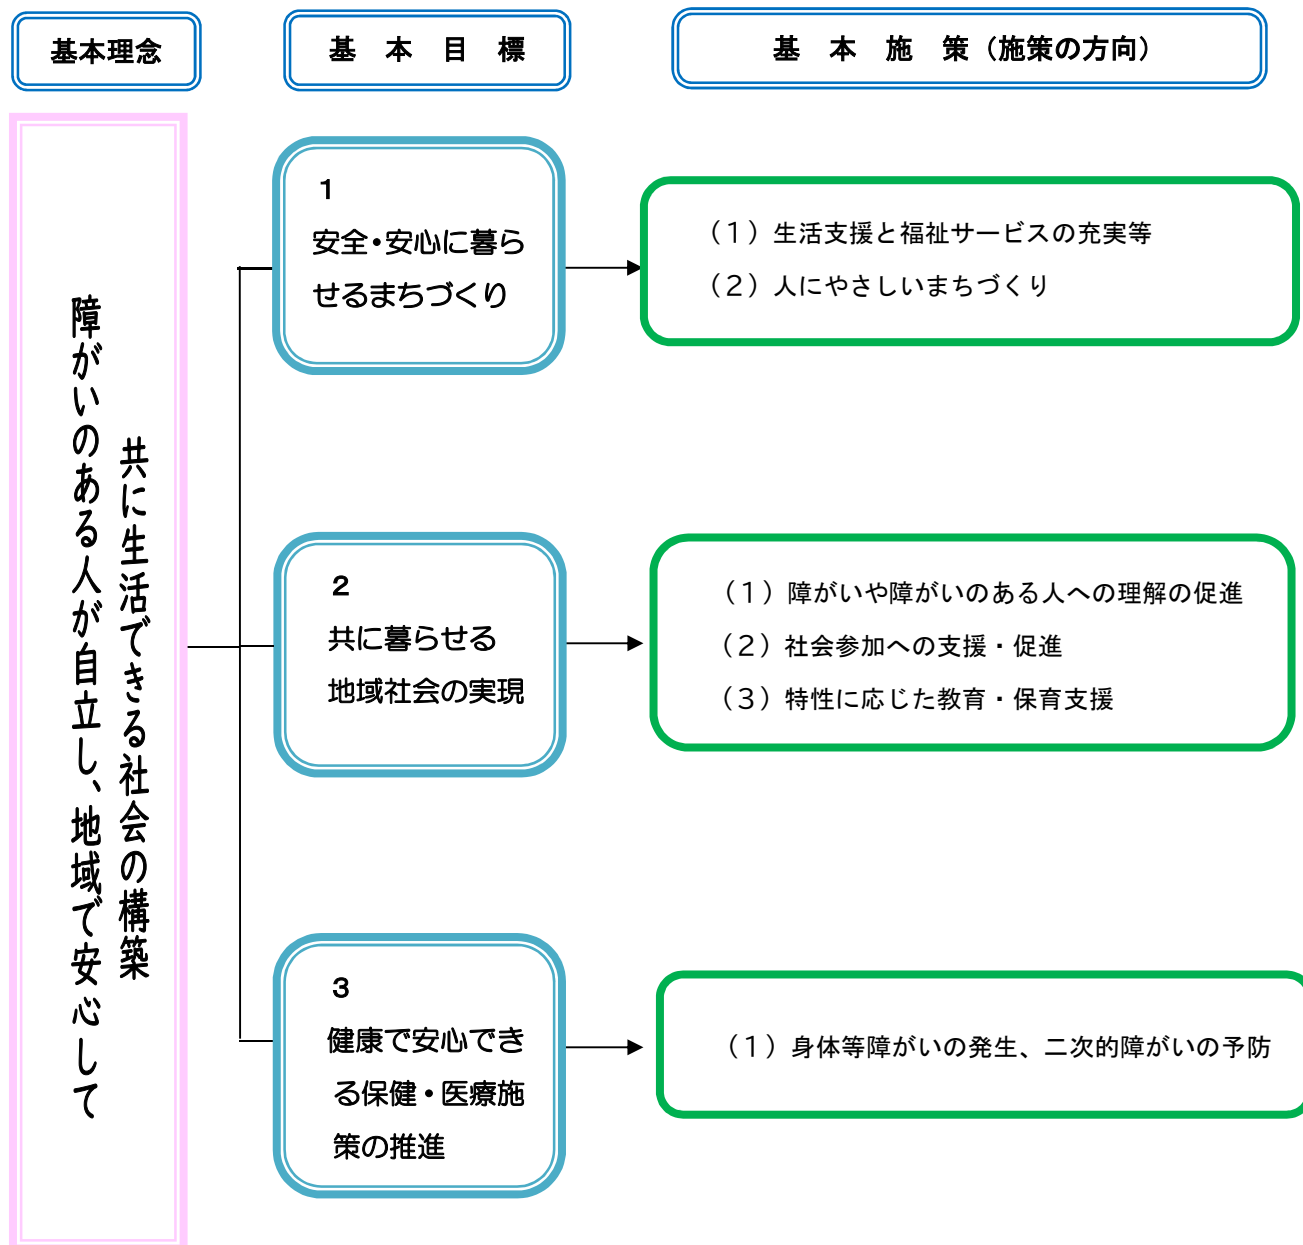 基本理念
基 本 目 標
基 本 施 策（施策の方向）
障がいのある人が自立し、地域で安心して
共に生活できる社会の構築
1
安全・安心に暮ら
せるまちづくり
（１）生活支援と福祉サービスの充実等
（２）人にやさしいまちづくり
2
共に暮らせる
地域社会の実現
（１）障がいや障がいのある人への理解の促進
（２）社会参加への支援・促進
（３）特性に応じた教育・保育支援
3
健康で安心でき
る保健・医療施
策の推進
（１）身体等障がいの発生、二次的障がいの予防